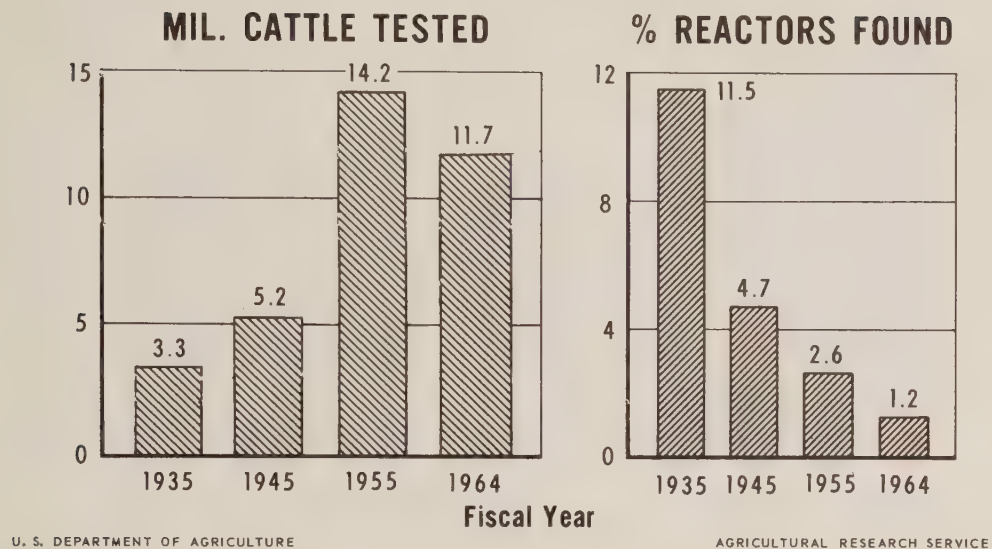 MIL. CATTLE TESTED
15
10
5
0
3.3
5.2
14.2
11.7
1935 1945 1955 1964
% REACTORS FOUND
12
8
4
0
11.5
4.7
2.6
1.2
1935 1945 1955 1964
Fiscal Year
U. S. DEPARTMENT OF AGRICULTURE
AGRICULTURAL RESEARCH SERVICE